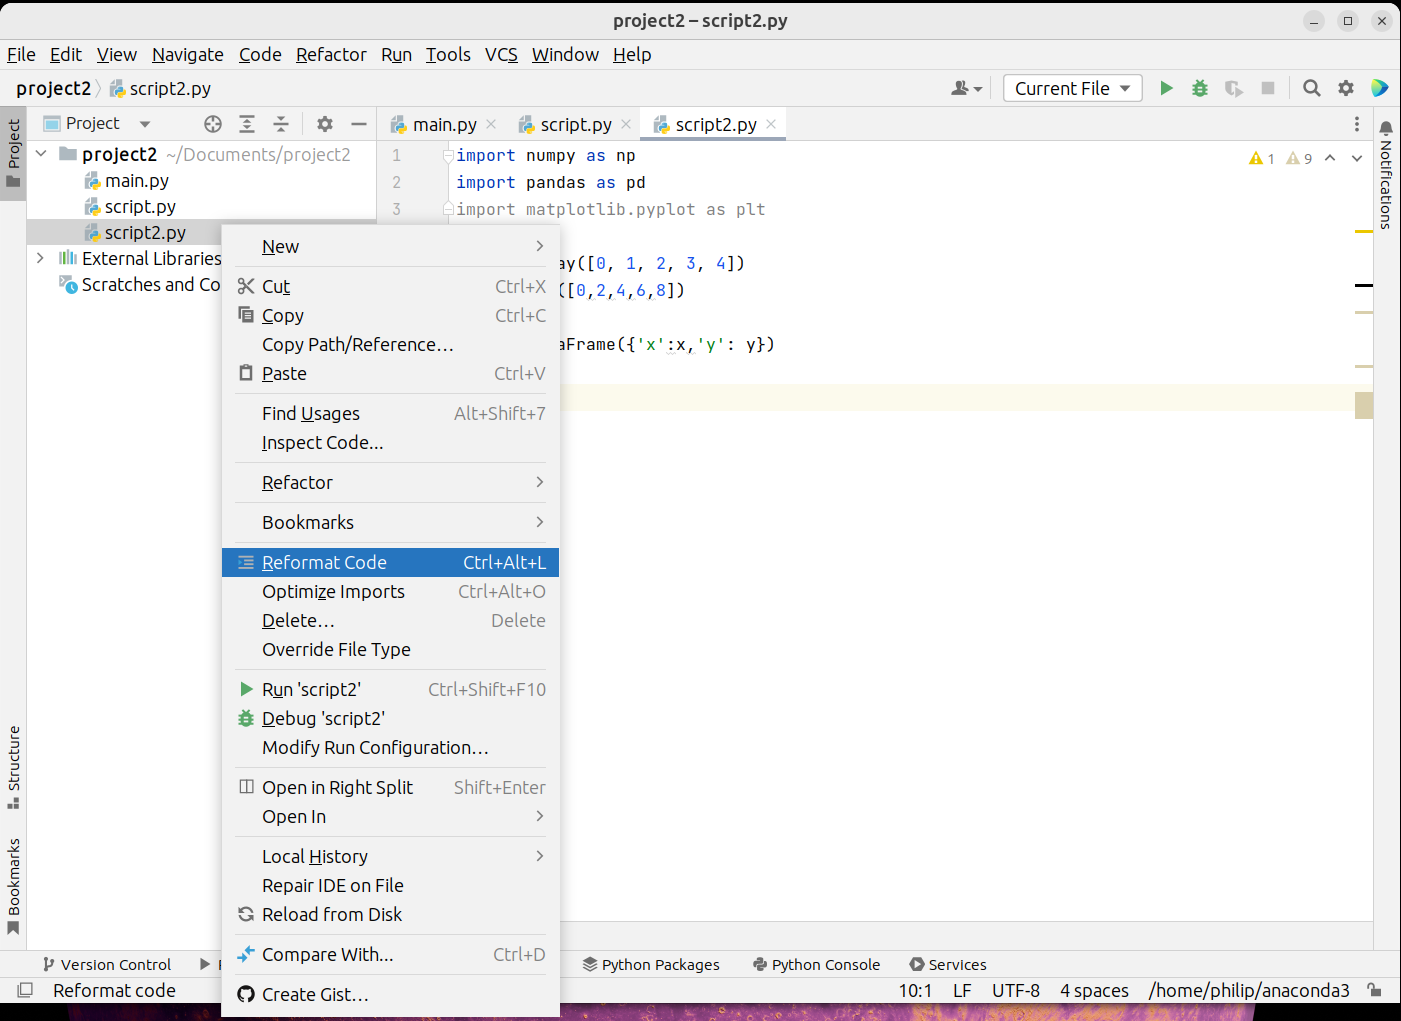 project2 – script2.py
File Edit View Navigate Code Refactor Run Tools VCS Window Help
project2 script2.py Current File
Project main.py script.py script2.py
Project
Notifications
project2 ~/Documents/project2
main.py
script.py
script2.py
External Libraries
Scratches and Co
1 import numpy as np
2 import pandas as pd
3 import matplotlib.pyplot as plt
ay([0, 1, 2, 3, 4])
([0,2,4,6,8])
aFrame({'x':x,'y': y})
1 9
New
Cut Ctrl+X
Copy Ctrl+C
Copy Path/Reference…
Paste Ctrl+V
Find Usages Alt+Shift+7
Inspect Code…
Refactor
Bookmarks
Reformat Code Ctrl+Alt+L
Optimize Imports Ctrl+Alt+O
Delete… Delete
Override File Type
Run 'script2' Ctrl+Shift+F10
Debug 'script2'
Modify Run Configuration…
Open in Right Split Shift+Enter
Open In
Local History
Repair IDE on File
Reload from Disk
Compare With… Ctrl+D
Create Gist…
Structure
Bookmarks
Version Control Python Packages Python Console Services
Reformat code 10:1 LF UTF-8 4 spaces /home/philip/anaconda3